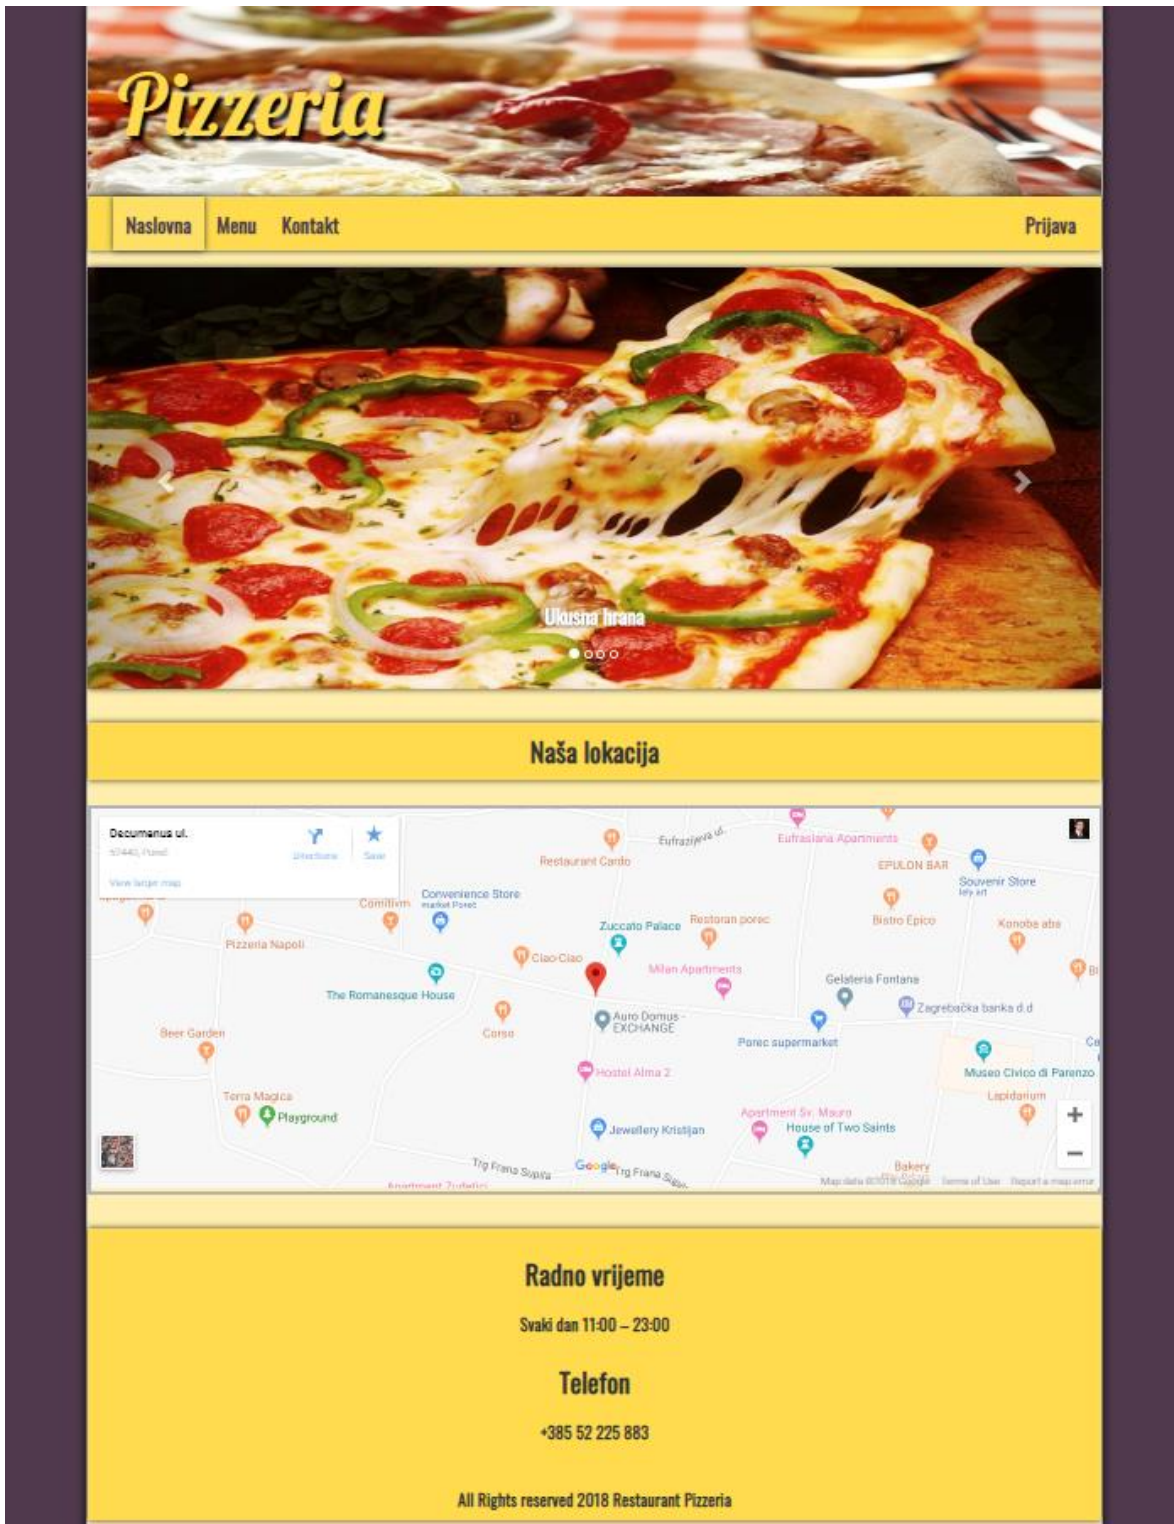 Pizzeria
Naslovna Menu Kontakt Prijava
Ukusna hrana
Naša lokacija
Decumanus ul.
Directions Save
View larger map
Eufrazijeva ul.
Eufrasiana Apartments
Restaurant Cardo
EPULON BAR
Souvenir Store
Convenience Store
market Poreč
Bistro Epico
Konoba aba
Pizzeria Napoli
Zuccato Palace
Restoran porec
Ciao-Ciao
Milan Apartments
Gelateria Fontana
The Romanesque House
Zagrebačka banka d.d
Corso
Auro Domus -
EXCHANGE
Beer Garden
Porec supermarket
Hostel Alma 2
Museo Civico di Parenzo
Terra Magica
Lapidarium
Playground
Apartment Sv. Mauro
House of Two Saints
Jewellery Kristijan
Trg Frana Supila
Google
Trg Frana
Bakery
Terms of Use Report a map error
Radno vrijeme
Svaki dan 11:00 – 23:00
Telefon
+385 52 225 883
All Rights reserved 2018 Restaurant Pizzeria